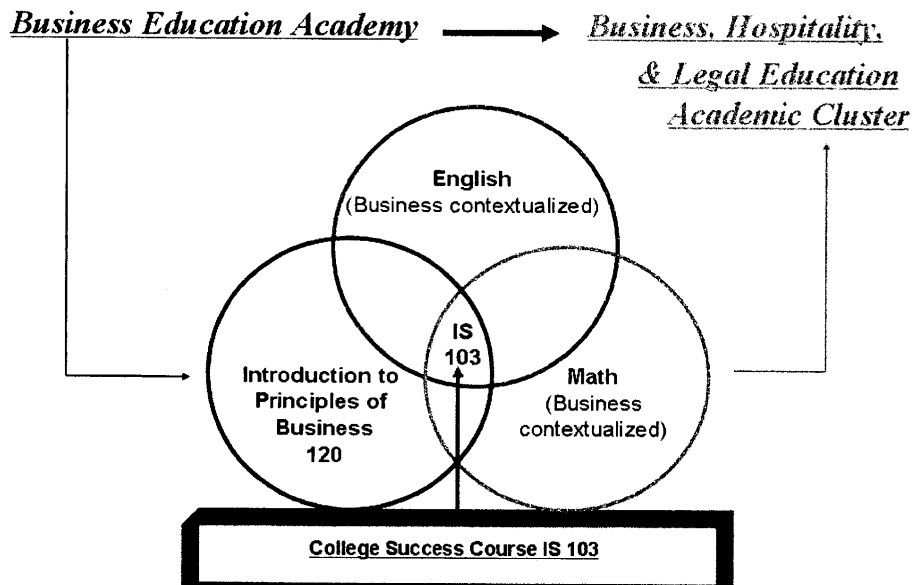 Business Education Academy
Business, Hospitality,
& Legal Education
Academic Cluster
English
(Business contextualized)
IS
103
Introduction to
Principles of
Business
120
Math
(Business
contextualized)
College Success Course IS 103